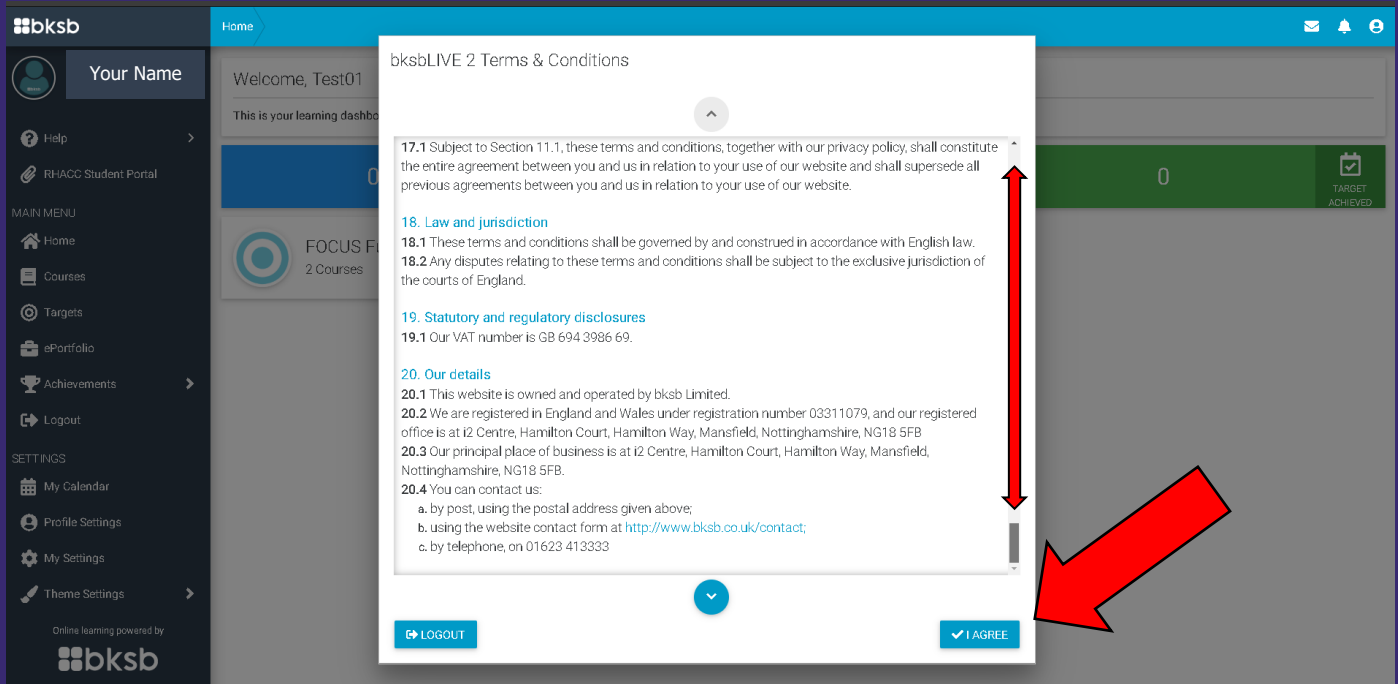 bksb
Home
Your Name
Welcome, Test01
This is your learning dashbo
Help
RHACC Student Portal
MAIN MENU
Home
Courses
Targets
ePortfolio
Achievements
Logout
SETTINGS
My Calendar
Profile Settings
My Settings
Theme Settings
Online learning powered by
bksb
0
FOCUS Fu
2 Courses
bksbLIVE 2 Terms & Conditions
17.1 Subject to Section 11.1, these terms and conditions, together with our privacy policy, shall constitute
the entire agreement between you and us in relation to your use of our website and shall supersede all
previous agreements between you and us in relation to your use of our website.
18. Law and jurisdiction
18.1 These terms and conditions shall be governed by and construed in accordance with English law.
18.2 Any disputes relating to these terms and conditions shall be subject to the exclusive jurisdiction of
the courts of England.
19. Statutory and regulatory disclosures
19.1 Our VAT number is GB 694 3986 69.
20. Our details
20.1 This website is owned and operated by bksb Limited.
20.2 We are registered in England and Wales under registration number 03311079, and our registered
office is at i2 Centre, Hamilton Court, Hamilton Way, Mansfield, Nottinghamshire, NG18 5FB
20.3 Our principal place of business is at i2 Centre, Hamilton Court, Hamilton Way, Mansfield,
Nottinghamshire, NG18 5FB.
20.4 You can contact us:
a. by post, using the postal address given above;
b. using the website contact form at http://www.bksb.co.uk/contact;
c. by telephone, on 01623 413333
LOGOUT
I AGREE
0
TARGET
ACHIEVED